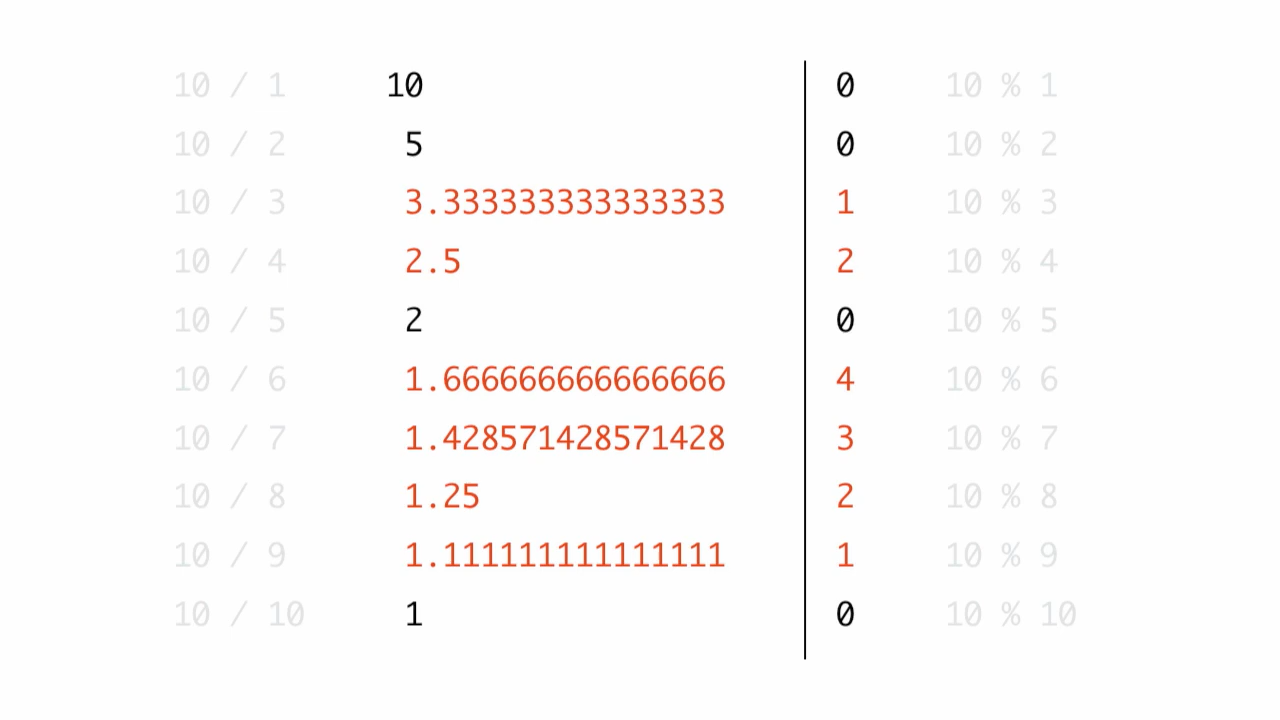 10 / 1 10 0 10 % 1
10 / 2 5 0 10 % 2
10 / 3 3.333333333333333 1 10 % 3
10 / 4 2.5 2 10 % 4
10 / 5 2 0 10 % 5
10 / 6 1.666666666666666 4 10 % 6
10 / 7 1.428571428571428 3 10 % 7
10 / 8 1.25 2 10 % 8
10 / 9 1.111111111111111 1 10 % 9
10 / 10 1 0 10 % 10